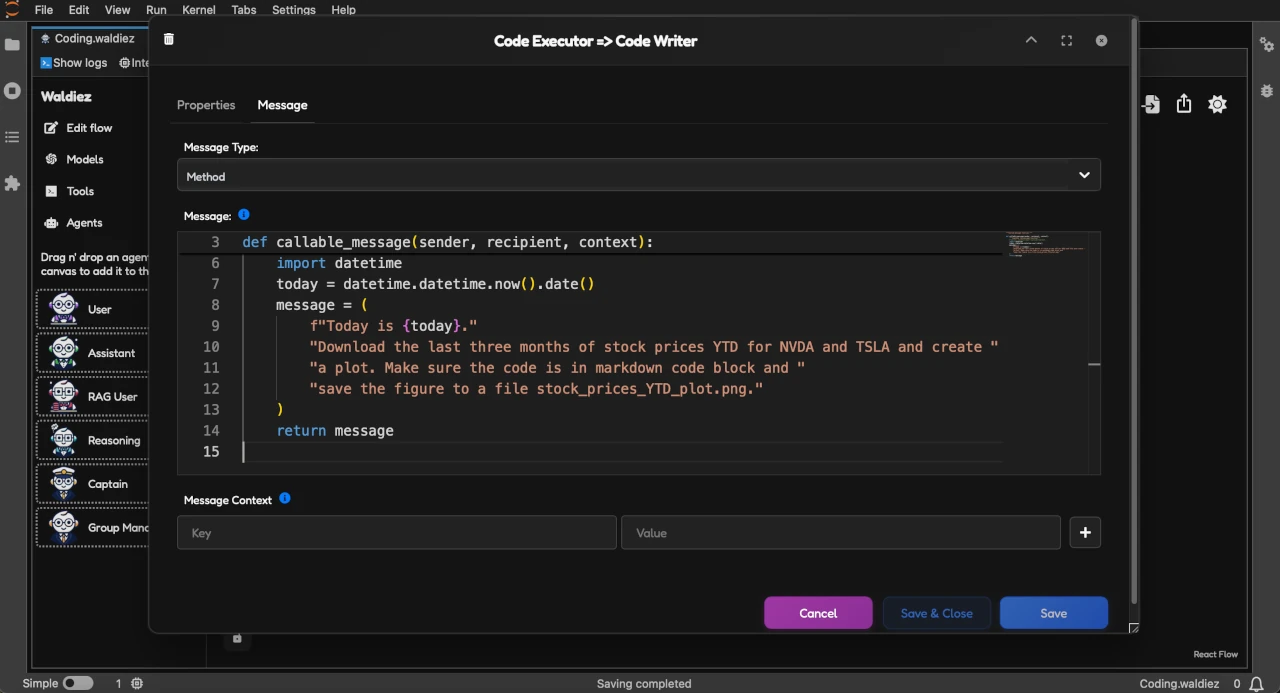 File Edit View Run Kernel Tabs Settings Help
Coding.waldiez
Code Executor => Code Writer
Show logs Inte
Waldiez
Edit flow
Models
Tools
Agents
Drag n' drop an agen
canvas to add it to th
User
Assistant
RAG User
Reasoning
Captain
Group Mana
Properties Message
Message Type:
Method
Message:
3 def callable_message(sender, recipient, context):
6 import datetime
7 today = datetime.datetime.now().date()
8 message = (
9 f"Today is {today}."
10 "Download the last three months of stock prices YTD for NVDA and TSLA and create "
11 "a plot. Make sure the code is in markdown code block and "
12 "save the figure to a file stock_prices_YTD_plot.png."
13 )
14 return message
15
Message Context
Key Value
Cancel Save & Close Save
React Flow
Simple 1 Saving completed Coding.waldiez 0